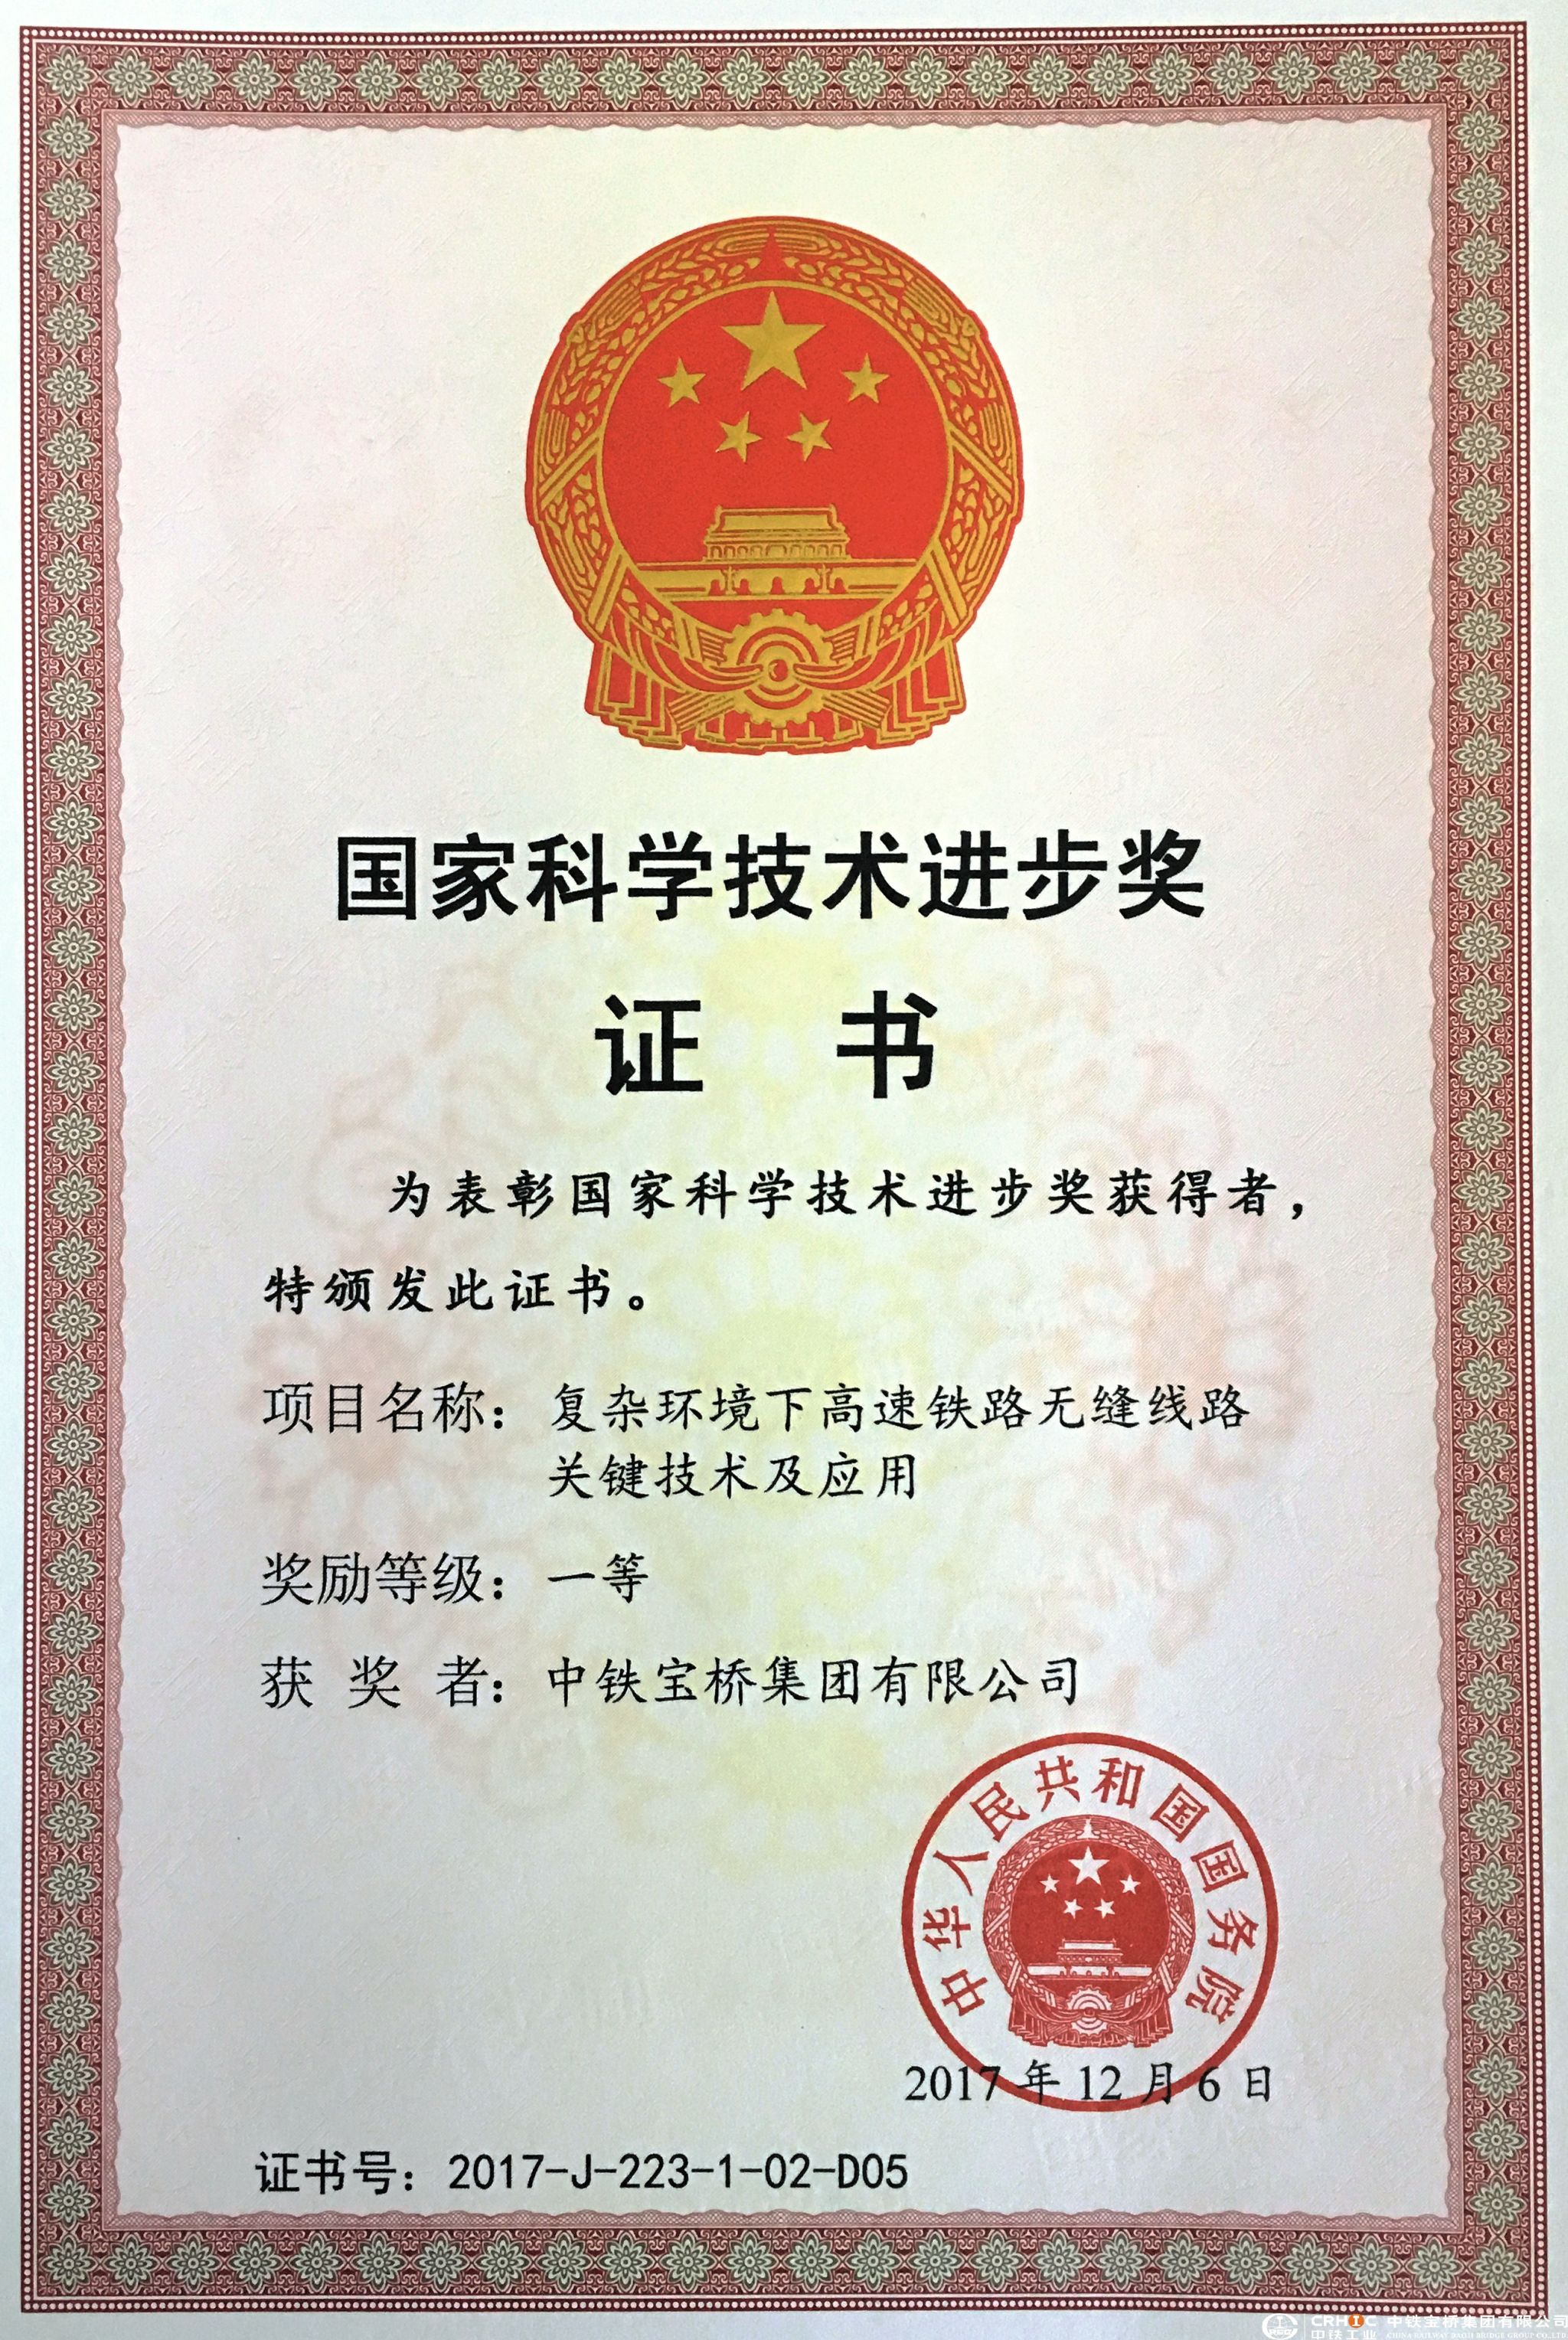 国家科学技术进步奖
证 书
为表彰国家科学技术进步奖获得者，
特颁发此证书。
项目名称：复杂环境下高速铁路无缝线路
关键技术及应用
奖励等级：一等
获 奖 者：中铁宝桥集团有限公司
中华人民共和国国务院
2017年12月6日
证书号：2017-J-223-1-02-D05
CRHIC 中铁宝桥集团有限公司
中铁工业